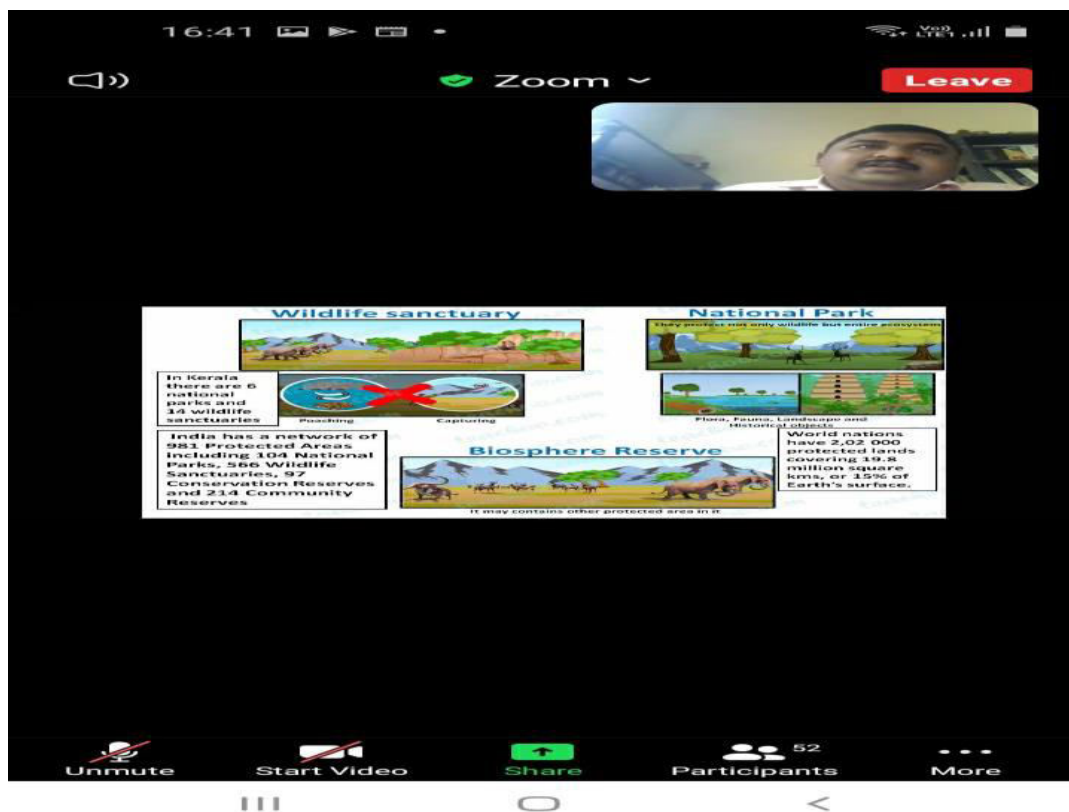 16:41
Vo))
LTE1
Zoom
Leave
Wildlife sanctuary
National Park
They protect not only wildlife but entire ecosystem
In Kerala
there are 6
national
parks and
14 wildlife
sanctuaries
Poaching
Capturing
Flora, Fauna, Landscape and
Historical objects
India has a network of
981 Protected Areas
including 104 National
Parks, 566 Wildlife
Sanctuaries, 97
Conservation Reserves
and 214 Community
Reserves
Biosphere Reserve
It may contains other protected area in it
World nations
have 2,02 000
protected lands
covering 19.8
million square
kms, or 15% of
Earth's surface.
Unmute
Start Video
Share
52
Participants
More